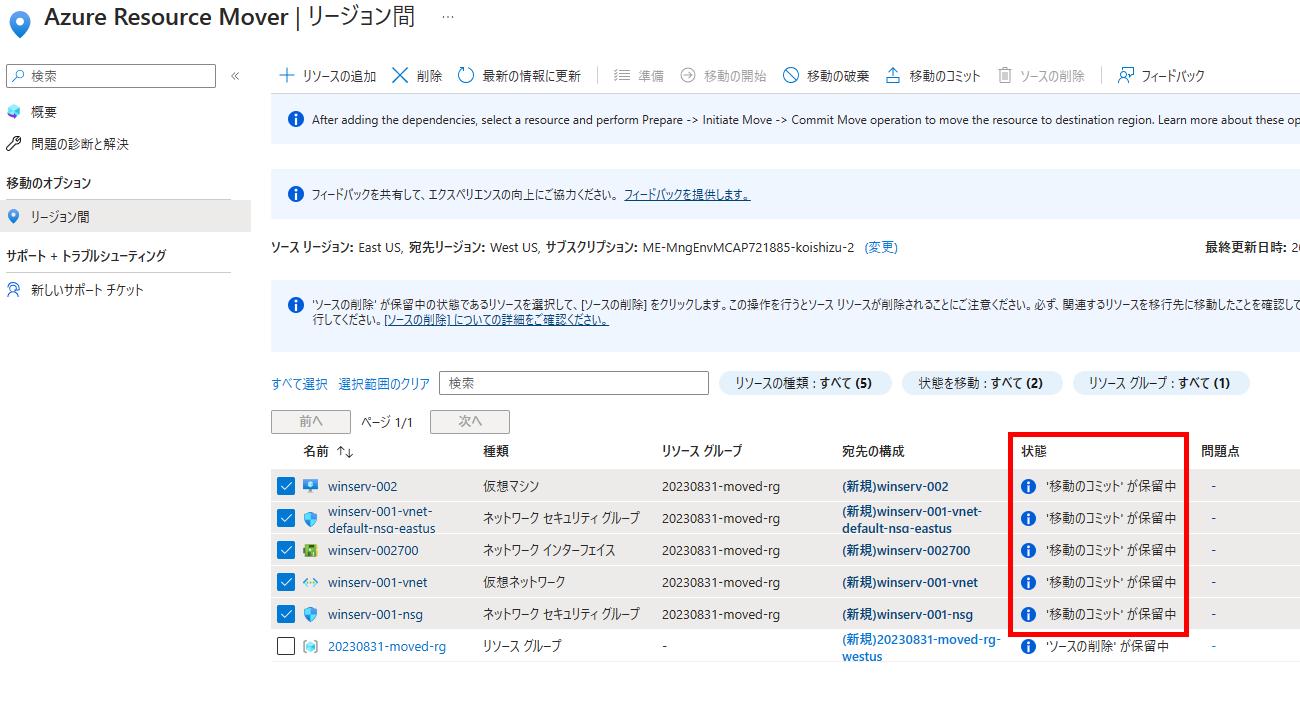 Azure Resource Mover | リージョン間 …
検索 «
概要
問題の診断と解決
移動のオプション
リージョン間
サポート + トラブルシューティング
新しいサポート チケット
リソースの追加 削除 最新の情報に更新 準備 移動の開始 移動の破棄 移動のコミット ソースの削除 フィードバック
After adding the dependencies, select a resource and perform Prepare -> Initiate Move -> Commit Move operation to move the resource to destination region. Learn more about these op
フィードバックを共有して、エクスペリエンスの向上にご協力ください。 フィードバックを提供します。
ソース リージョン: East US, 宛先リージョン: West US, サブスクリプション: ME-MngEnvMCAP721885-koishizu-2 (変更) 最終更新日時: 2
'ソースの削除' が保留中の状態であるリソースを選択して、[ソースの削除] をクリックします。この操作を行うとソース リソースが削除されることにご注意ください。必ず、関連するリソースを移行先に移動したことを確認して
行してください。[ソースの削除] についての詳細をご確認ください。
すべて選択 選択範囲のクリア 検索 リソースの種類 : すべて (5) 状態を移動 : すべて (2) リソース グループ : すべて (1)
前へ ページ 1/1 次へ
名前 ↑↓ 種類 リソース グループ 宛先の構成 状態 問題点
winserv-002 仮想マシン 20230831-moved-rg (新規)winserv-002 '移動のコミット' が保留中 -
winserv-001-vnet-default-nsg-eastus ネットワーク セキュリティ グループ 20230831-moved-rg (新規)winserv-001-vnet-default-nsg-eastus '移動のコミット' が保留中 -
winserv-002700 ネットワーク インターフェイス 20230831-moved-rg (新規)winserv-002700 '移動のコミット' が保留中 -
winserv-001-vnet 仮想ネットワーク 20230831-moved-rg (新規)winserv-001-vnet '移動のコミット' が保留中 -
winserv-001-nsg ネットワーク セキュリティ グループ 20230831-moved-rg (新規)winserv-001-nsg '移動のコミット' が保留中 -
20230831-moved-rg リソース グループ - (新規)20230831-moved-rg-westus 'ソースの削除' が保留中 -